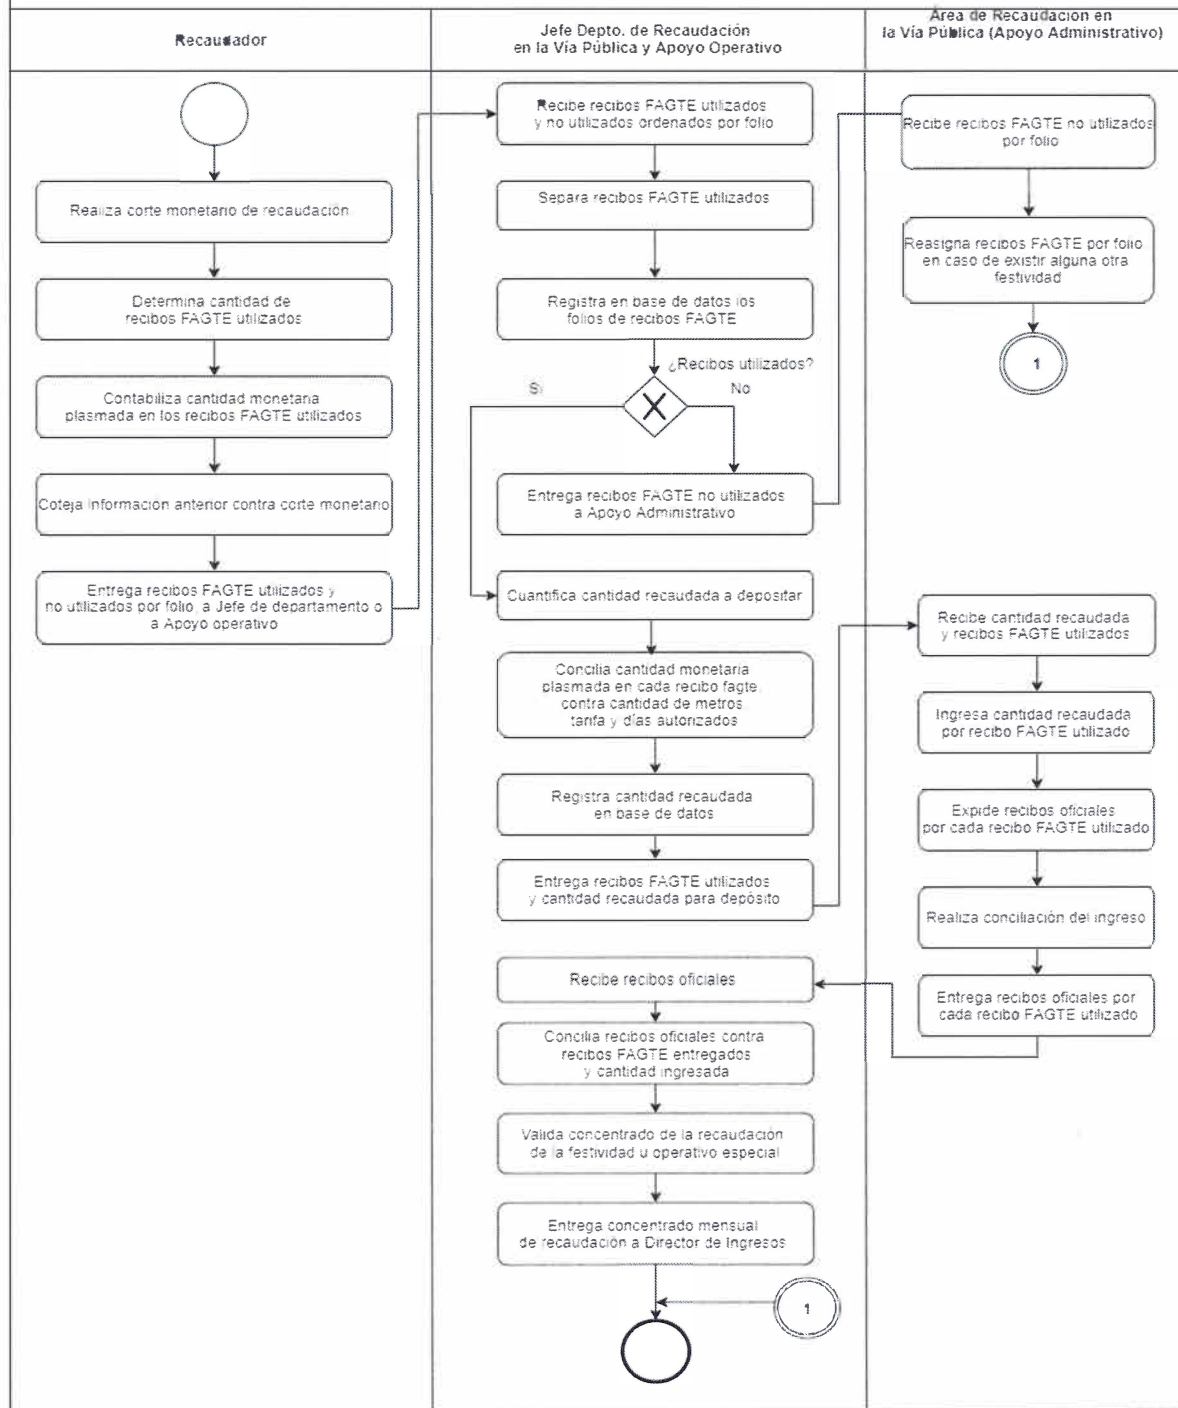 Recaudador
Jefe Depto. de Recaudación
en la Vía Pública y Apoyo Operativo
Área de Recaudación en
la Vía Pública (Apoyo Administrativo)
Realiza corte monetario de recaudación
Determina cantidad de
recibos FAGTE utilizados
Contabiliza cantidad monetaria
plasmada en los recibos FAGTE utilizados
Coteja información anterior contra corte monetario
Entrega recibos FAGTE utilizados y
no utilizados por folio, a Jefe de departamento o
a Apoyo operativo
Recibe recibos FAGTE utilizados
y no utilizados ordenados por folio
Separa recibos FAGTE utilizados
Registra en base de datos los
folios de recibos FAGTE
¿Recibos utilizados?
Si
No
Entrega recibos FAGTE no utilizados
a Apoyo Administrativo
Cuantifica cantidad recaudada a depositar
Concilia cantidad monetaria
plasmada en cada recibo fagte
contra cantidad de metros
tarifa y días autorizados
Registra cantidad recaudada
en base de datos
Entrega recibos FAGTE utilizados
y cantidad recaudada para depósito
Recibe recibos oficiales
Concilia recibos oficiales contra
recibos FAGTE entregados
y cantidad ingresada
Valida concentrado de la recaudación
de la festividad u operativo especial
Entrega concentrado mensual
de recaudación a Director de Ingresos
1
Recibe recibos FAGTE no utilizados
por folio
Reasigna recibos FAGTE por folio
en caso de existir alguna otra
festividad
1
Recibe cantidad recaudada
y recibos FAGTE utilizados
Ingresa cantidad recaudada
por recibo FAGTE utilizado
Expide recibos oficiales
por cada recibo FAGTE utilizado
Realiza conciliación del ingreso
Entrega recibos oficiales por
cada recibo FAGTE utilizado